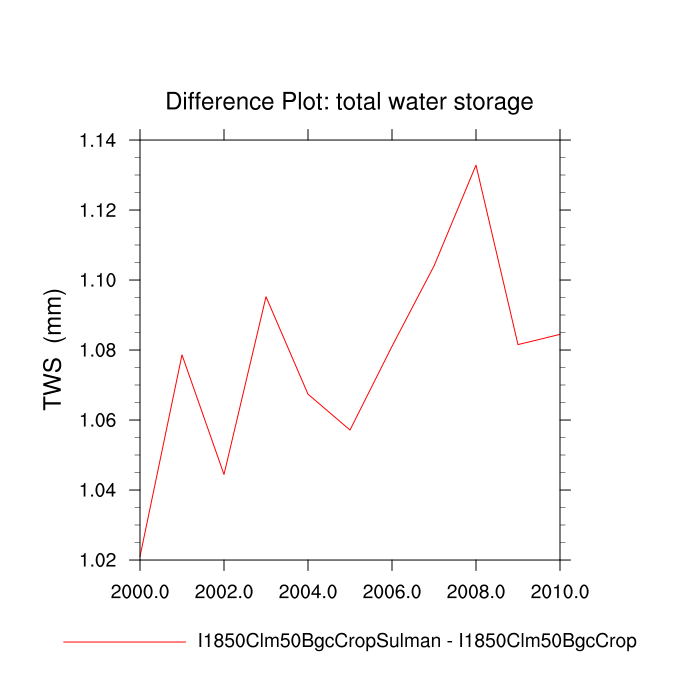 Difference Plot: total water storage
TWS (mm)
1.14
1.12
1.10
1.08
1.06
1.04
1.02
2000.0 2002.0 2004.0 2006.0 2008.0 2010.0
I1850Clm50BgcCropSulman - I1850Clm50BgcCrop